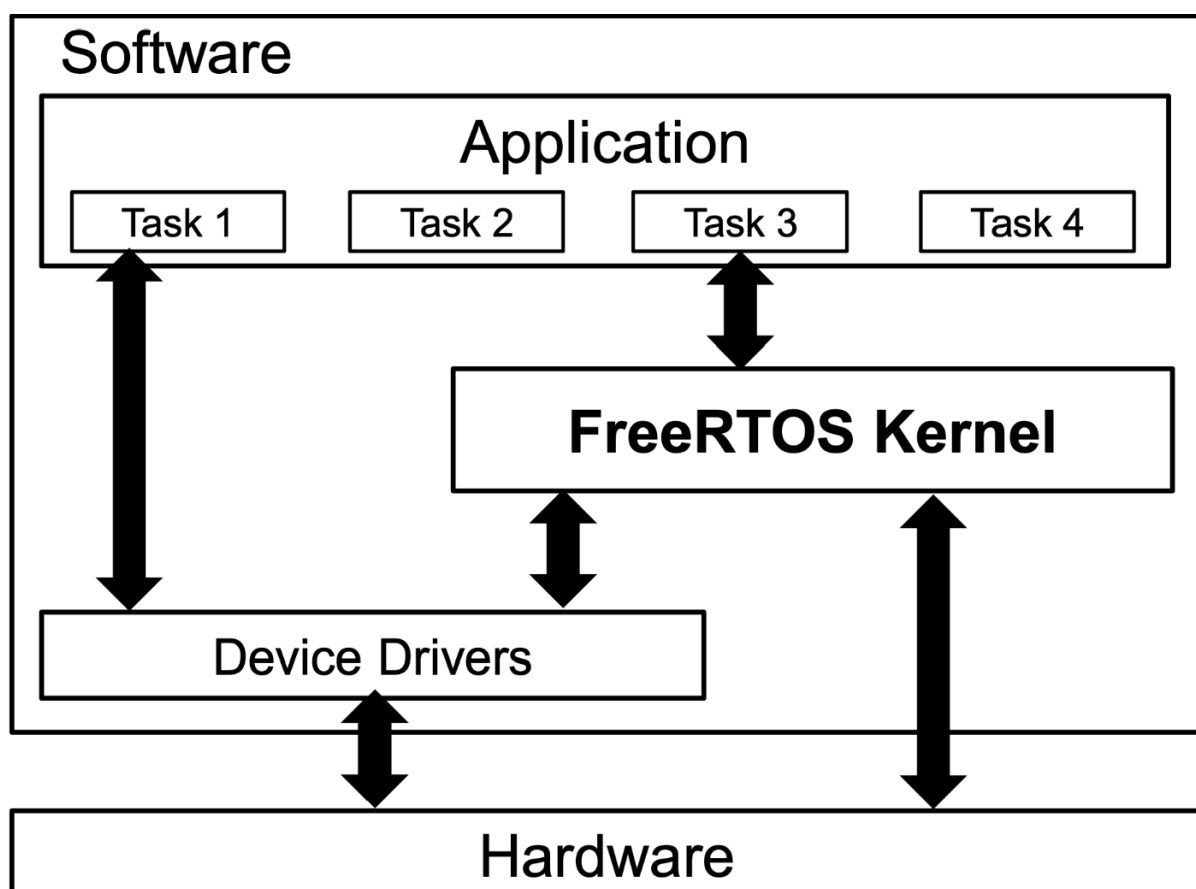 Software
Application
Task 1 Task 2 Task 3 Task 4
FreeRTOS Kernel
Device Drivers
Hardware